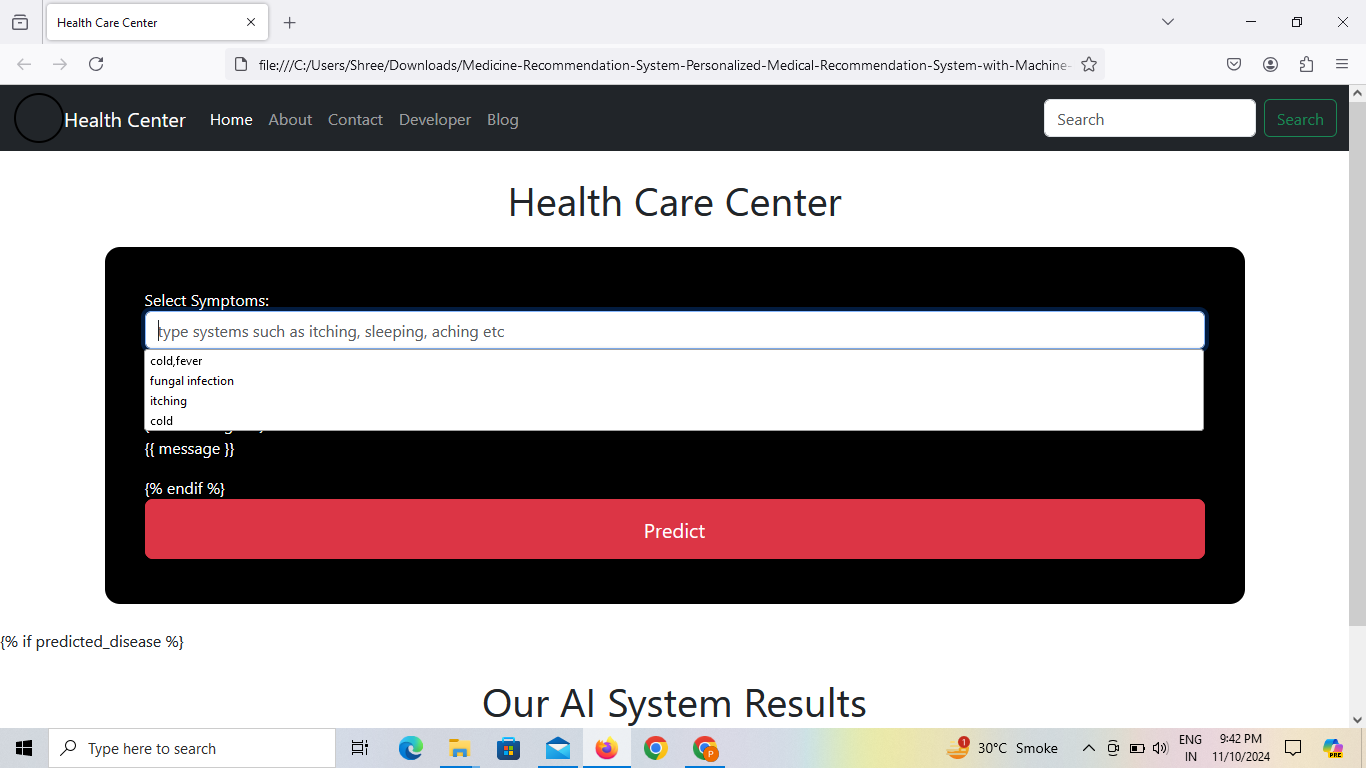 Health Care Center
file:///C:/Users/Shree/Downloads/Medicine-Recommendation-System-Personalized-Medical-Recommendation-System-with-Machine-
Health Center Home About Contact Developer Blog Search Search
Health Care Center
Select Symptoms:
type systems such as itching, sleeping, aching etc
cold,fever
fungal infection
itching
cold
{{ message }}
{% endif %}
Predict
{% if predicted_disease %}
Our AI System Results
Type here to search
1
30°C Smoke
ENG
IN
9:42 PM
11/10/2024
PRE